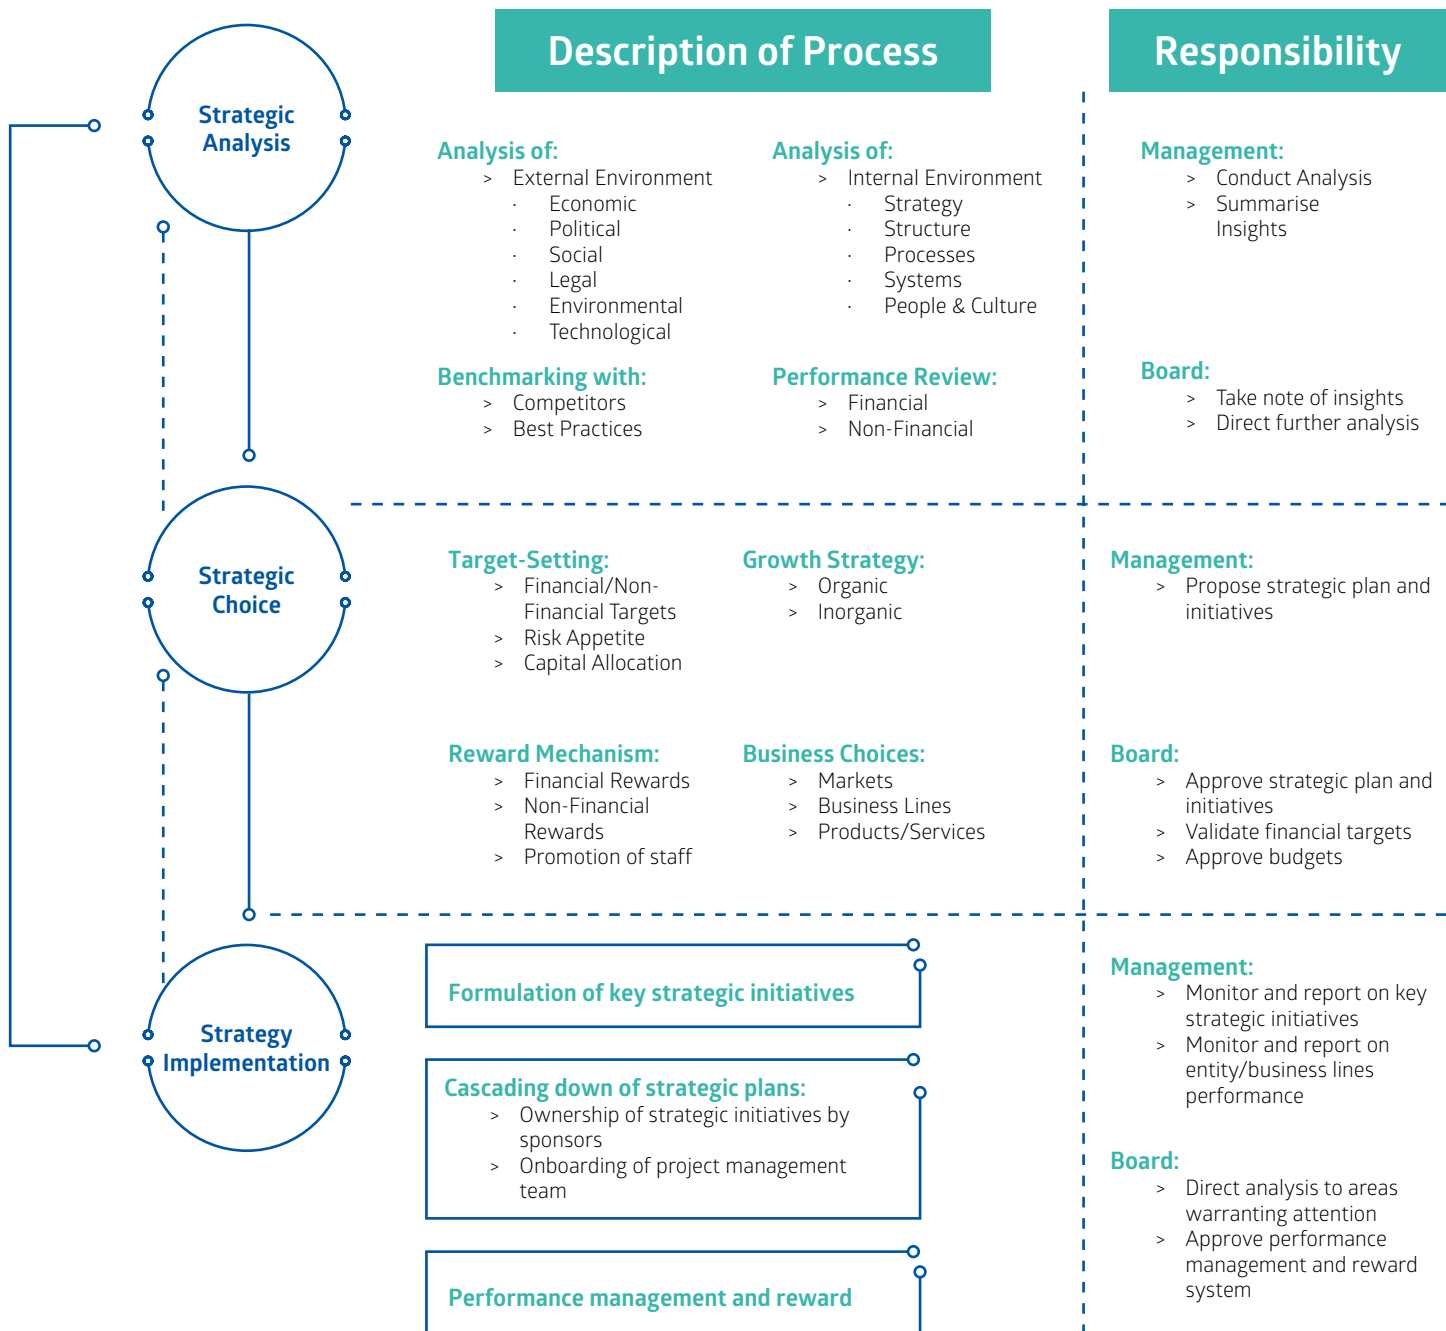 Description of Process
Responsibility
Strategic
Analysis
Analysis of:
> External Environment
· Economic
· Political
· Social
· Legal
· Environmental
· Technological
Analysis of:
> Internal Environment
· Strategy
· Structure
· Processes
· Systems
· People & Culture
Benchmarking with:
> Competitors
> Best Practices
Performance Review:
> Financial
> Non-Financial
Management:
> Conduct Analysis
> Summarise
Insights
Board:
> Take note of insights
> Direct further analysis
Strategic
Choice
Target-Setting:
> Financial/Non-
Financial Targets
> Risk Appetite
> Capital Allocation
Growth Strategy:
> Organic
> Inorganic
Reward Mechanism:
> Financial Rewards
> Non-Financial
Rewards
> Promotion of staff
Business Choices:
> Markets
> Business Lines
> Products/Services
Management:
> Propose strategic plan and
initiatives
Board:
> Approve strategic plan and
initiatives
> Validate financial targets
> Approve budgets
Strategy
Implementation
Formulation of key strategic initiatives
Cascading down of strategic plans:
> Ownership of strategic initiatives by
sponsors
> Onboarding of project management
team
Performance management and reward
Management:
> Monitor and report on key
strategic initiatives
> Monitor and report on
entity/business lines
performance
Board:
> Direct analysis to areas
warranting attention
> Approve performance
management and reward
system